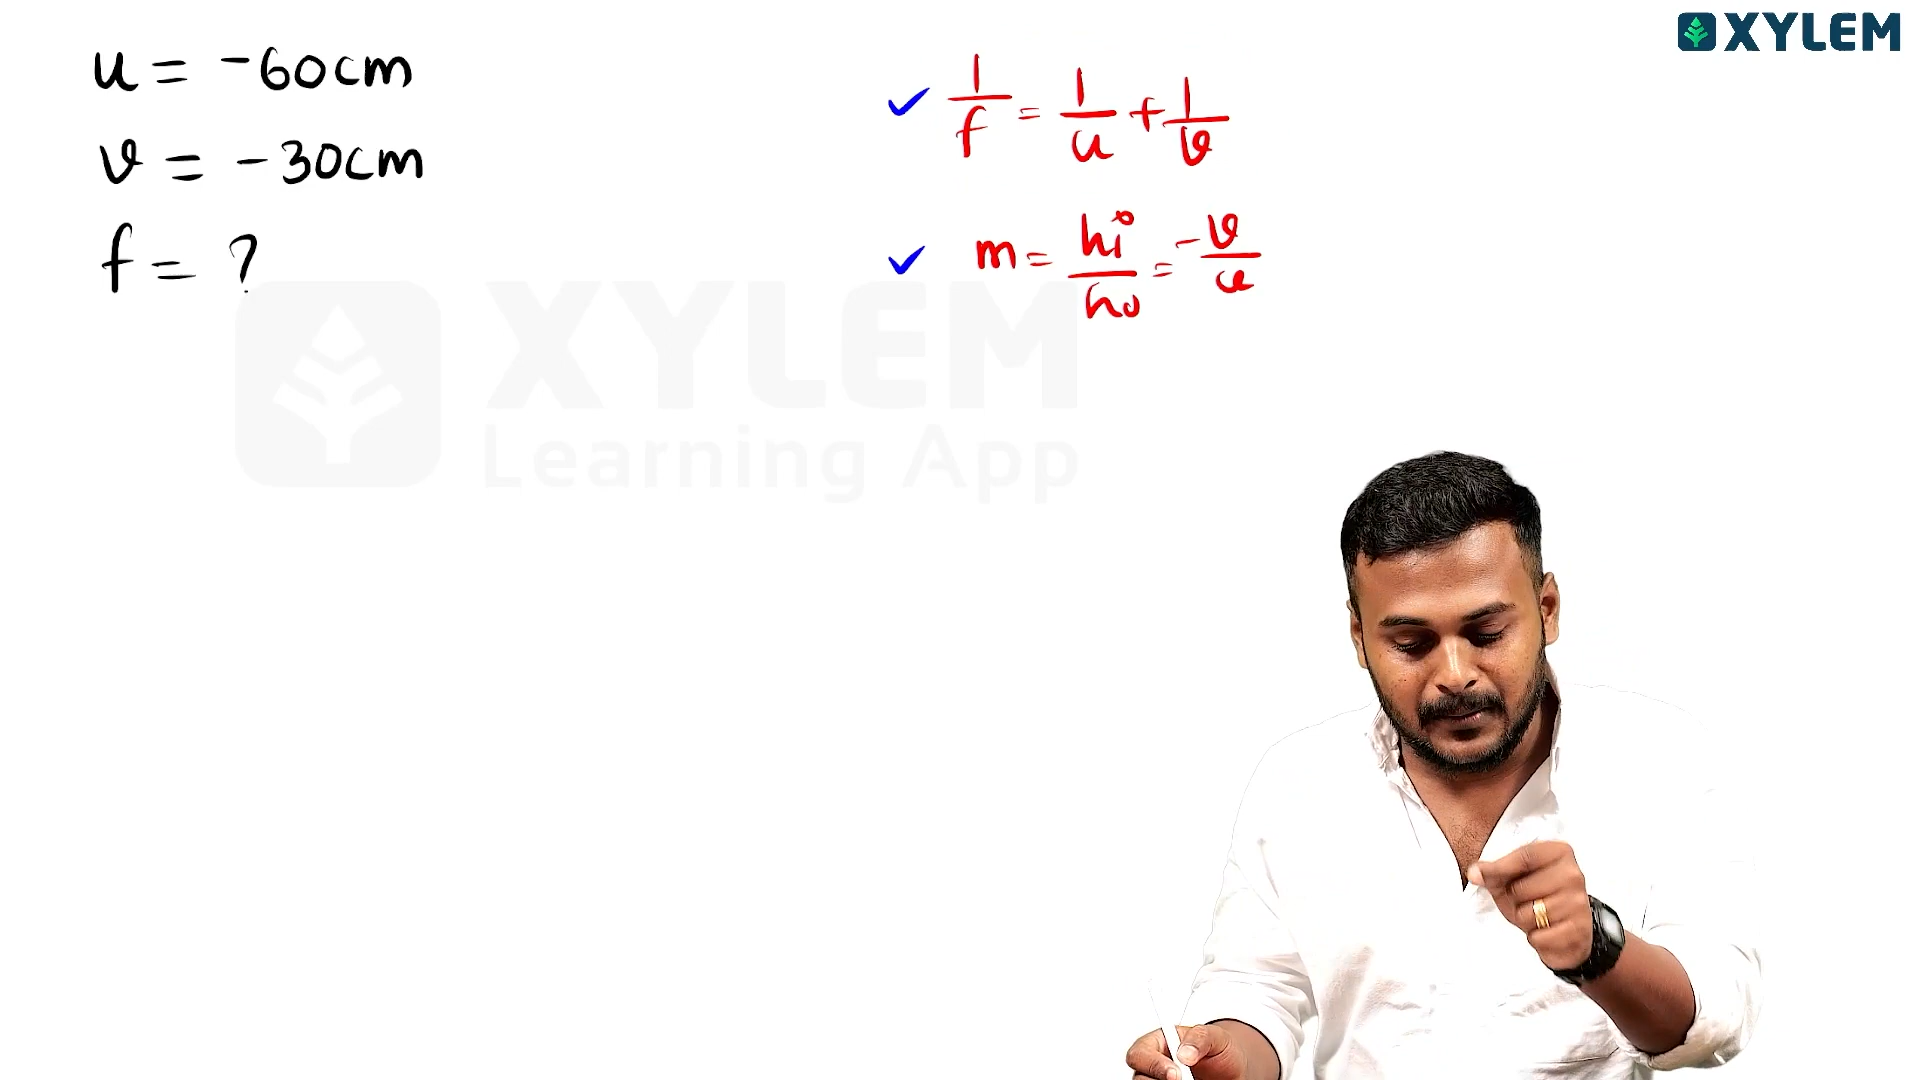 XYLEM
u = -60cm
v = -30cm
f = ?
✓ 1/f = 1/u + 1/v
✓ m = hi/ho = -v/u
XYLEM
Learning App